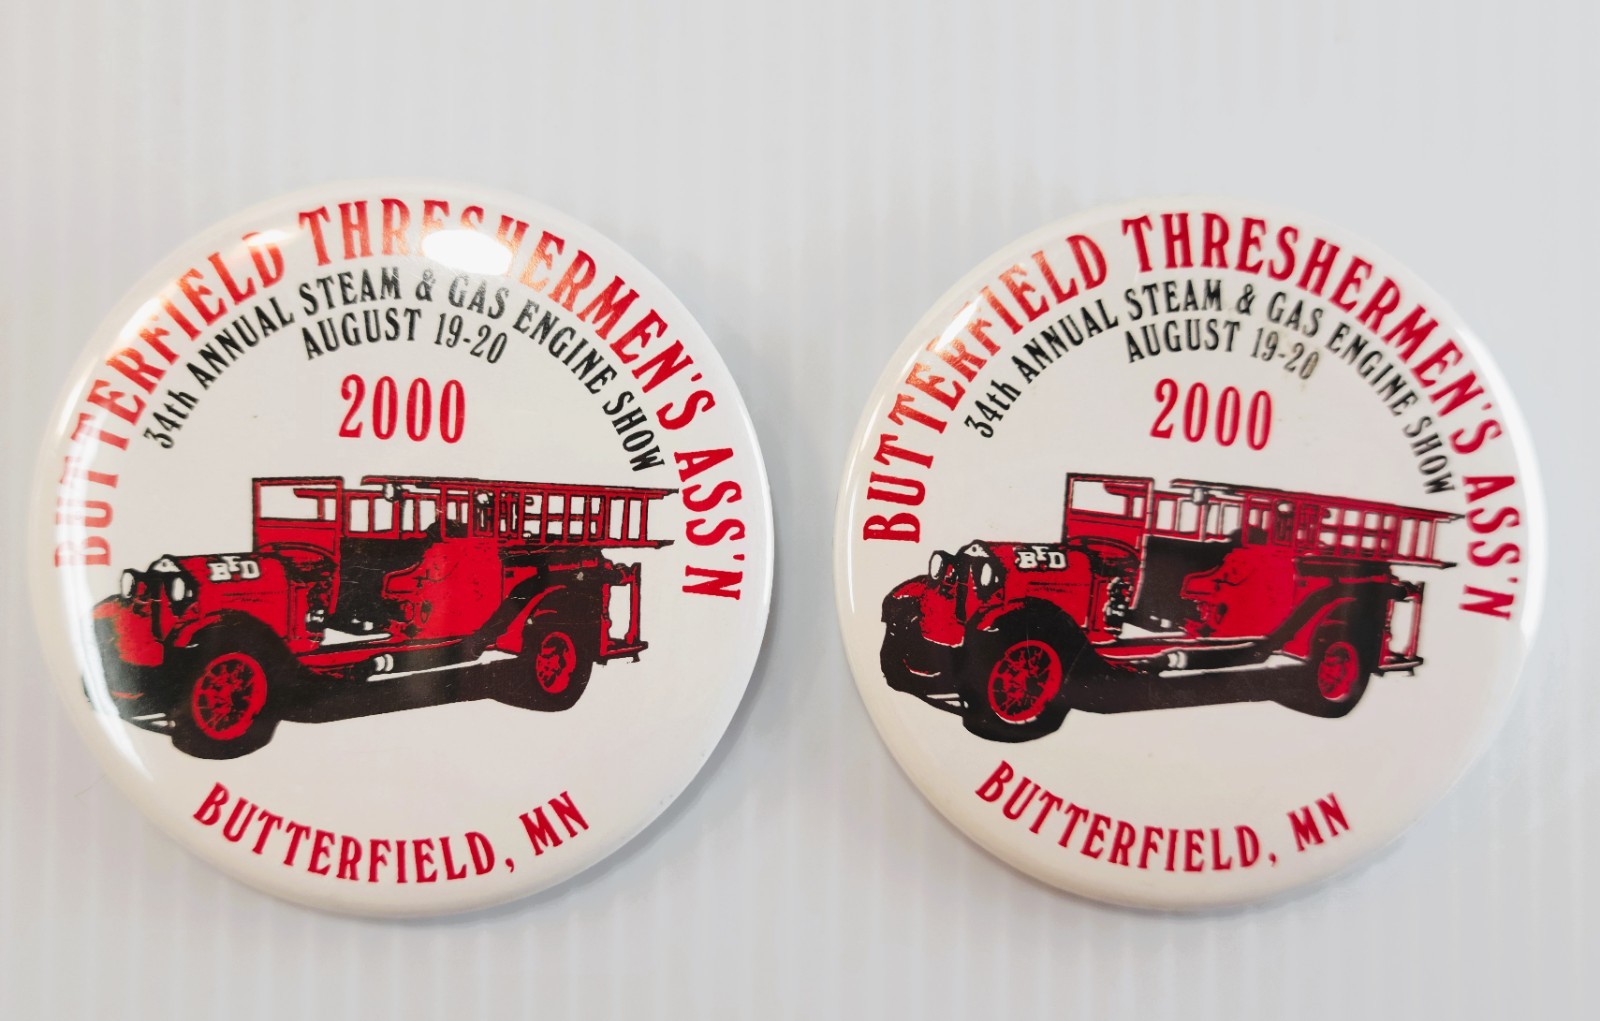 BUTTERFIELD THRESHERMEN'S ASS'N
34th ANNUAL STEAM & GAS ENGINE SHOW
AUGUST 19-20
2000
BFD
BUTTERFIELD, MN
BUTTERFIELD THRESHERMEN'S ASS'N
34th ANNUAL STEAM & GAS ENGINE SHOW
AUGUST 19-20
2000
BFD
BUTTERFIELD, MN